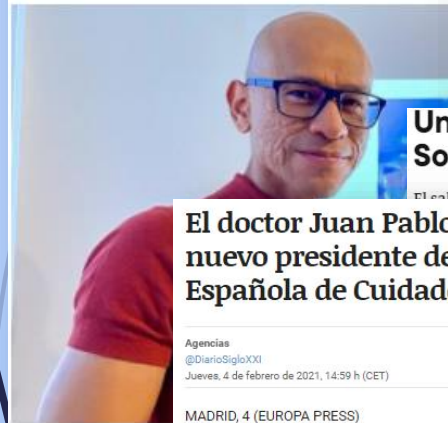 Un
So
El doctor Juan Pablo
nuevo presidente de
Española de Cuidad
Agencias
@DiarioSigloXXI
Jueves, 4 de febrero de 2021, 14:59 h (CET)
MADRID, 4 (EUROPA PRESS)